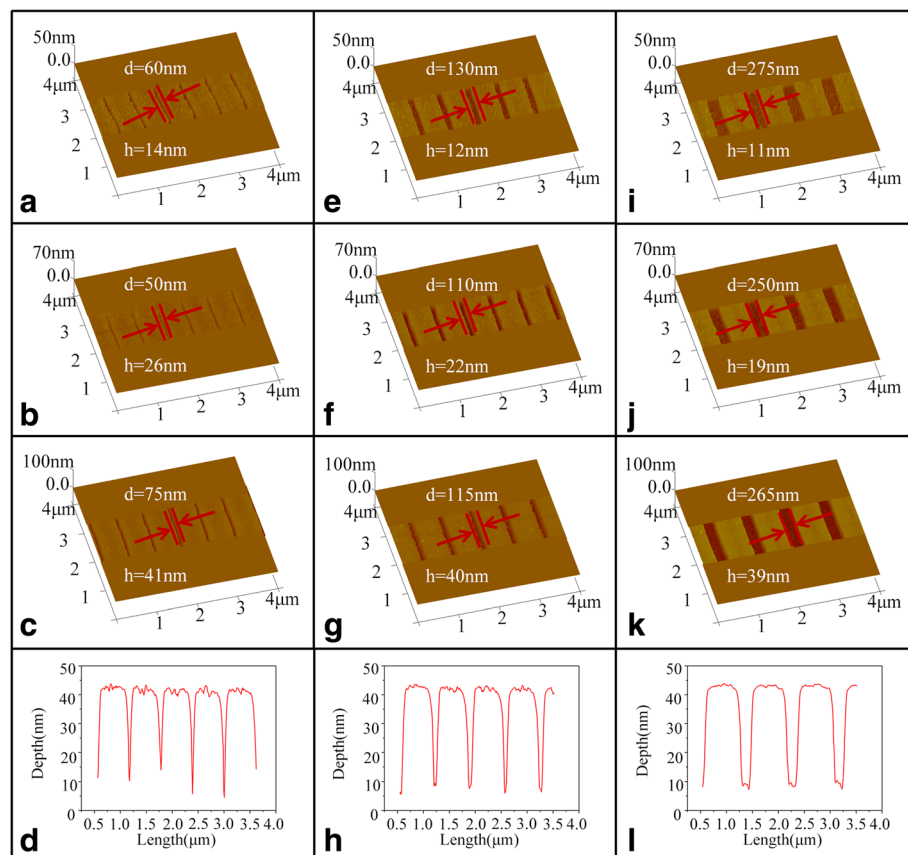 50nm
0.0
4μm
3
2
1
d=60nm
h=14nm
1
2
3
4μm
a
50nm
0.0
4μm
3
2
1
d=130nm
h=12nm
1
2
3
4μm
e
50nm
0.0
4μm
3
2
1
d=275nm
h=11nm
1
2
3
4μm
i
70nm
0.0
4μm
3
2
1
d=50nm
h=26nm
1
2
3
4μm
b
70nm
0.0
4μm
3
2
1
d=110nm
h=22nm
1
2
3
4μm
f
70nm
0.0
4μm
3
2
1
d=250nm
h=19nm
1
2
3
4μm
j
100nm
0.0
4μm
3
2
1
d=75nm
h=41nm
1
2
3
4μm
c
100nm
0.0
4μm
3
2
1
d=115nm
h=40nm
1
2
3
4μm
g
100nm
0.0
4μm
3
2
1
d=265nm
h=39nm
1
2
3
4μm
k
50
40
30
20
10
0
Depth(nm)
0.5 1.0 1.5 2.0 2.5 3.0 3.5 4.0
Length(μm)
d
50
40
30
20
10
0
Depth(nm)
0.5 1.0 1.5 2.0 2.5 3.0 3.5 4.0
Length(μm)
h
50
40
30
20
10
0
Depth(nm)
0.5 1.0 1.5 2.0 2.5 3.0 3.5 4.0
Length(μm)
l